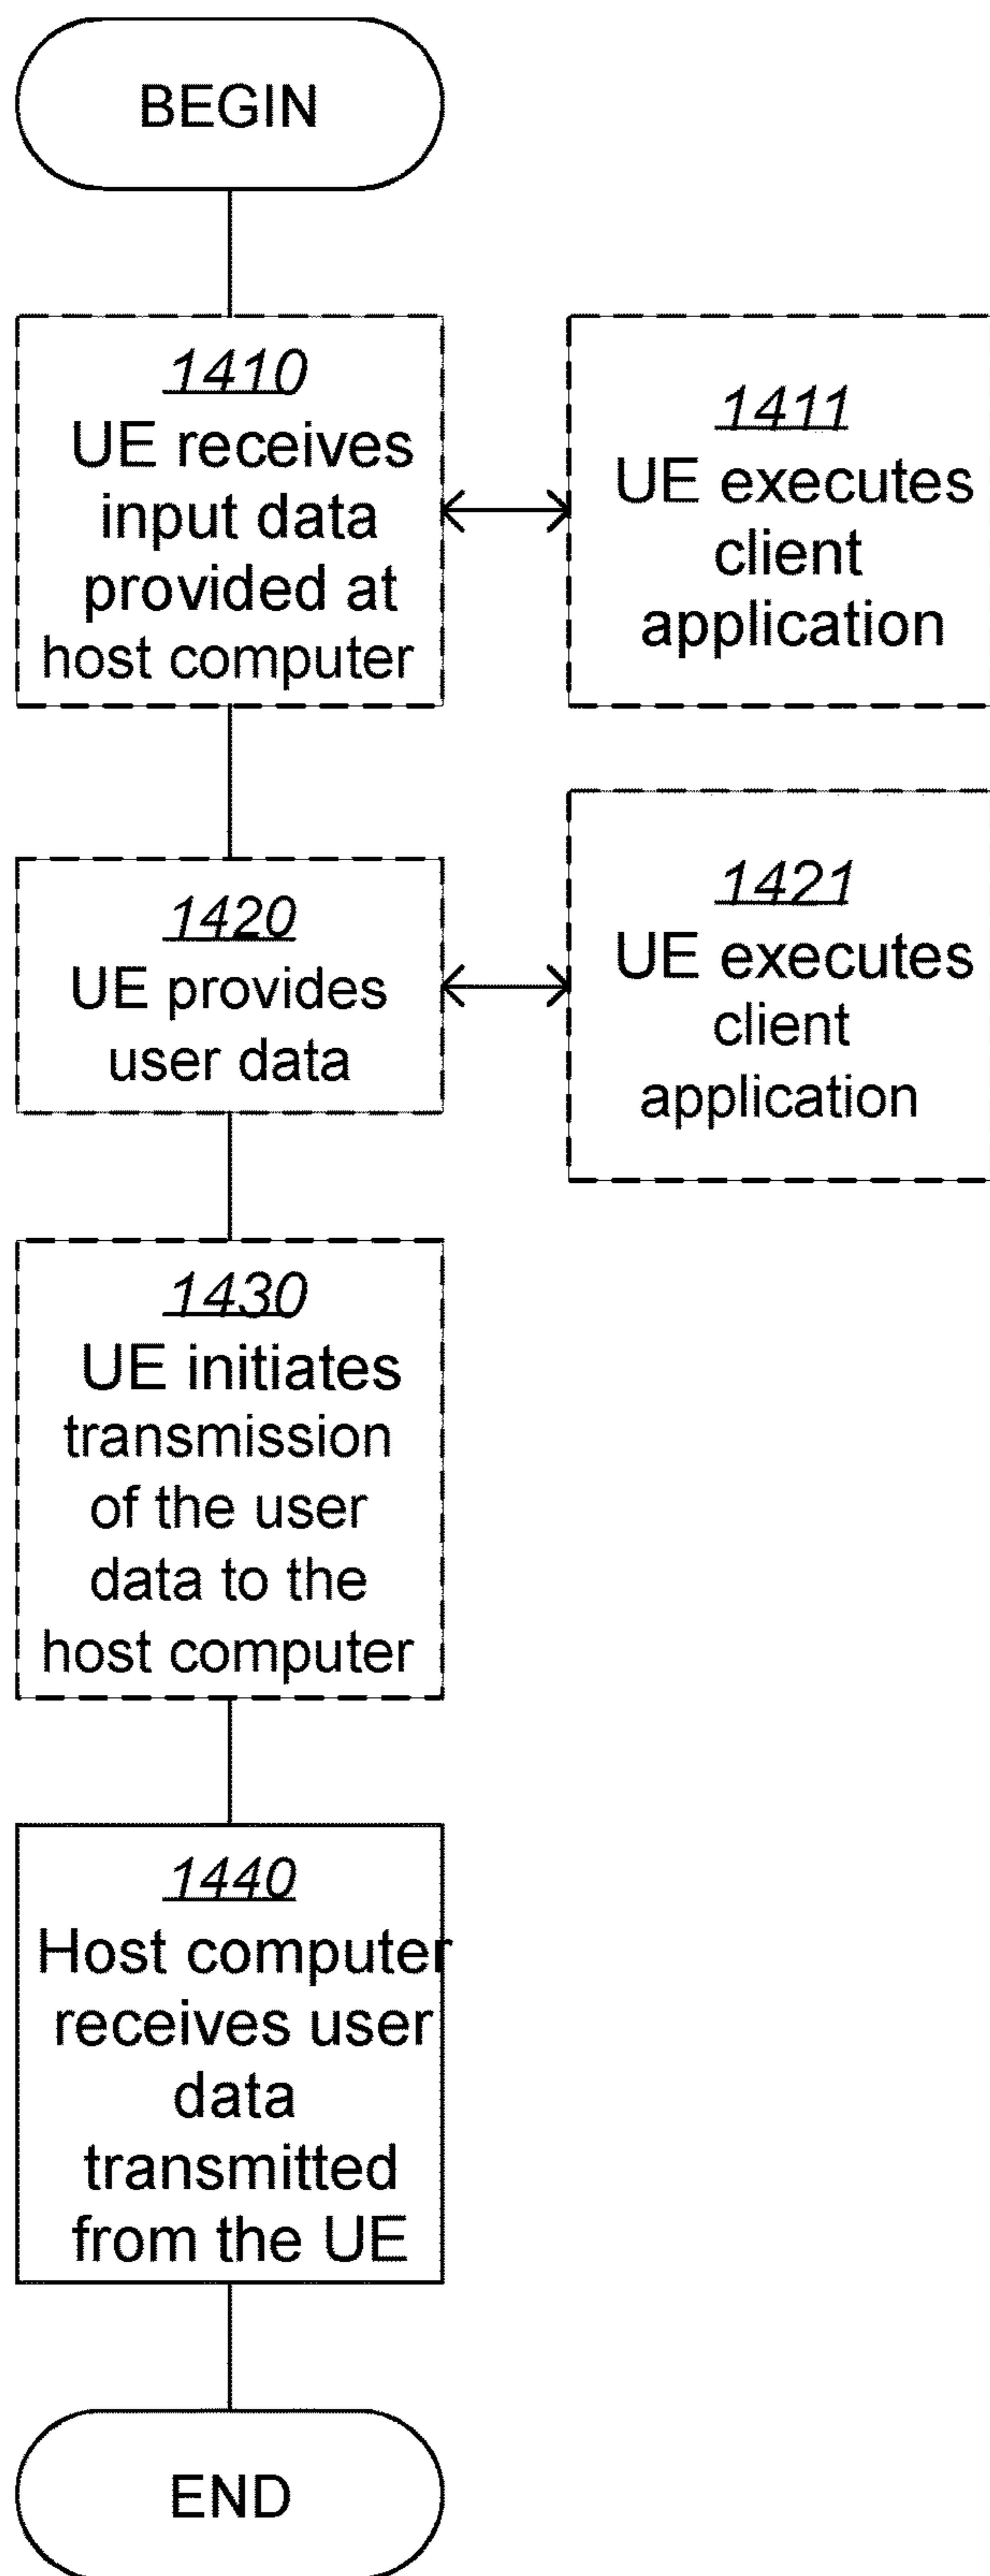 BEGIN
1410
UE receives
input data
provided at
host computer
1411
UE executes
client
application
1420
UE provides
user data
1421
UE executes
client
application
1430
UE initiates
transmission
of the user
data to the
host computer
1440
Host computer
receives user
data
transmitted
from the UE
END